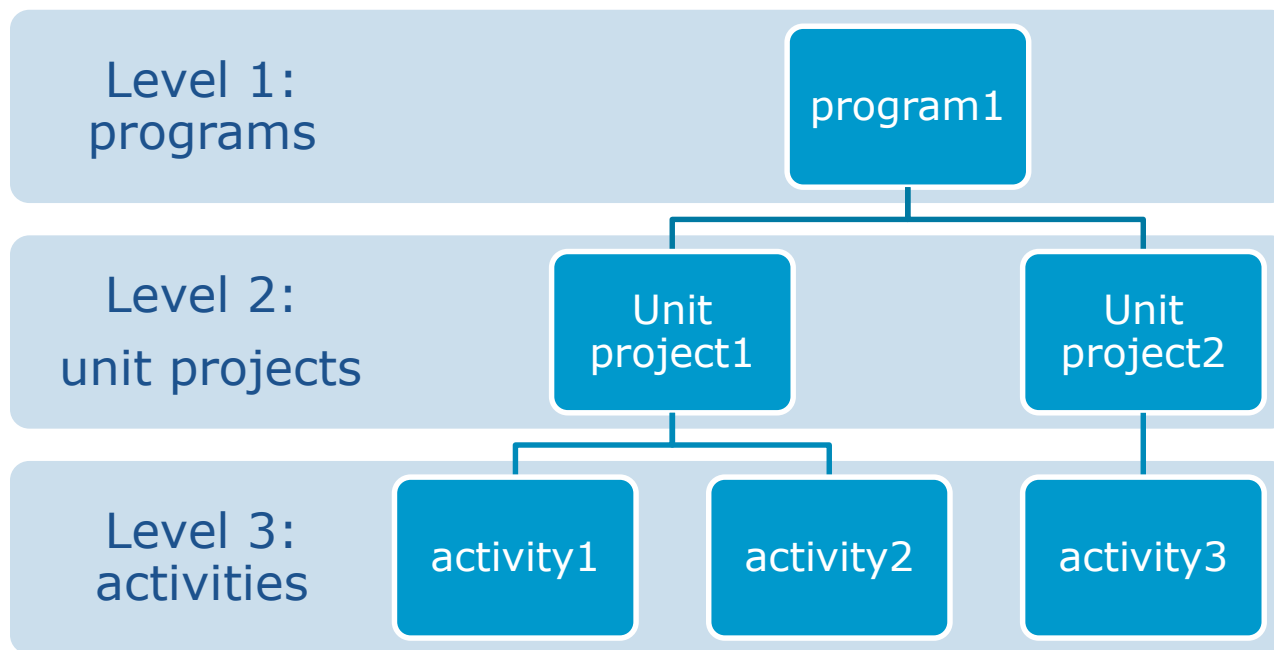 Level 1:
programs
program1
Level 2:
unit projects
Unit
project1
Unit
project2
Level 3:
activities
activity1
activity2
activity3